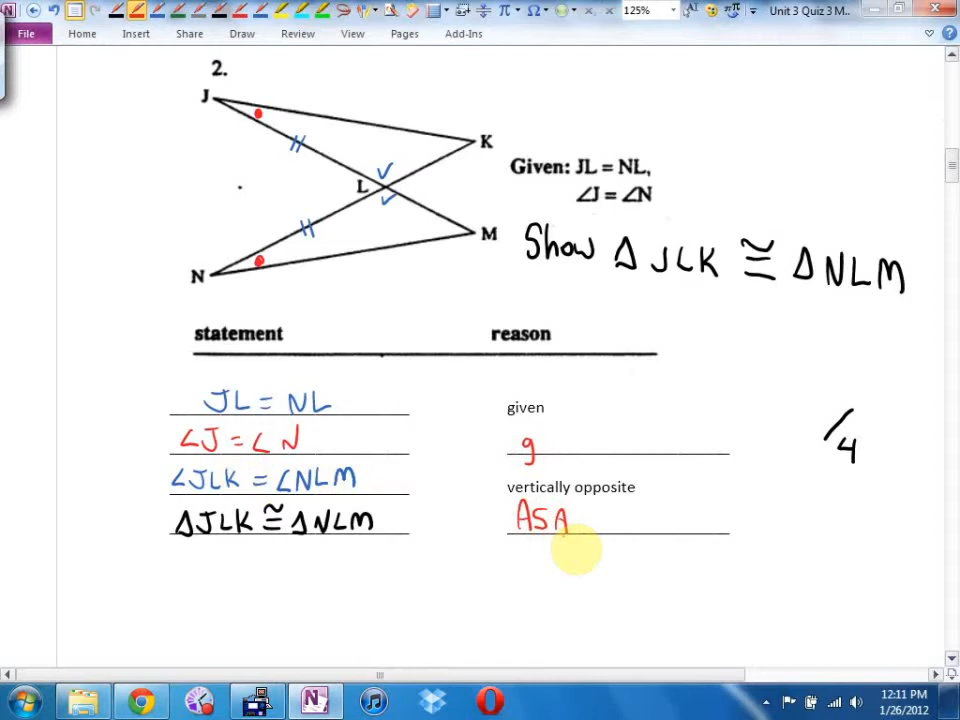 125%
Unit 3 Quiz 3 M..
File Home Insert Share Draw Review View Pages Add-Ins
2.
J
K
Given: JL = NL,
L
∠J = ∠N
M
Show Δ JLK ≅ Δ NLM
N
statement reason
JL = NL given
∠J = ∠N g
∠JLK = ∠NLM vertically opposite
ΔJLK ≅ ΔNLM ASA
/4
12:11 PM
1/26/2012